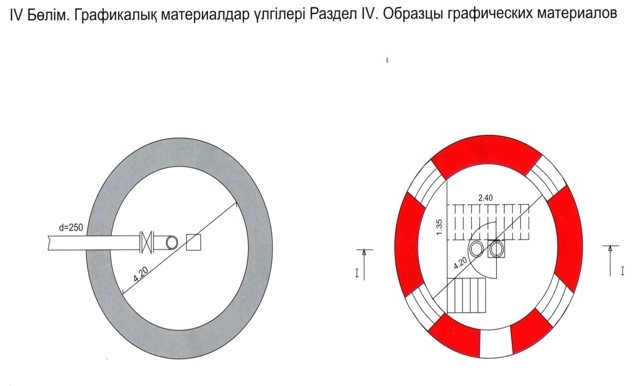 IV Бөлім. Графикалық материалдар үлгілері Раздел IV. Образцы графических материалов
d=250
4.20
2.40
1.35
4.20
I
I